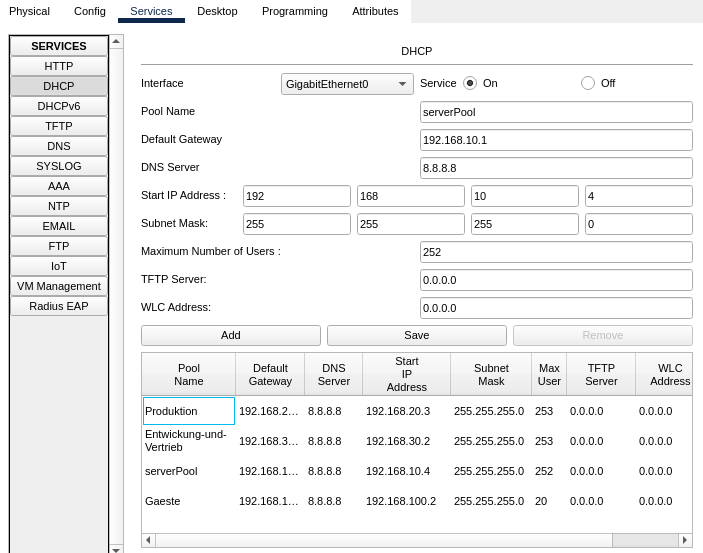 Physical Config Services Desktop Programming Attributes
SERVICES
HTTP
DHCP
DHCPv6
TFTP
DNS
SYSLOG
AAA
NTP
EMAIL
FTP
IoT
VM Management
Radius EAP
DHCP
Interface GigabitEthernet0 Service On Off
Pool Name serverPool
Default Gateway 192.168.10.1
DNS Server 8.8.8.8
Start IP Address : 192 168 10 4
Subnet Mask: 255 255 255 0
Maximum Number of Users : 252
TFTP Server: 0.0.0.0
WLC Address: 0.0.0.0
Add Save Remove
Pool Name Default Gateway DNS Server Start IP Address Subnet Mask Max User TFTP Server WLC Address
Produktion 192.168.2... 8.8.8.8 192.168.20.3 255.255.255.0 253 0.0.0.0 0.0.0.0
Entwickung-und-Vertrieb 192.168.3... 8.8.8.8 192.168.30.2 255.255.255.0 253 0.0.0.0 0.0.0.0
serverPool 192.168.1... 8.8.8.8 192.168.10.4 255.255.255.0 252 0.0.0.0 0.0.0.0
Gaeste 192.168.1... 8.8.8.8 192.168.100.2 255.255.255.0 20 0.0.0.0 0.0.0.0